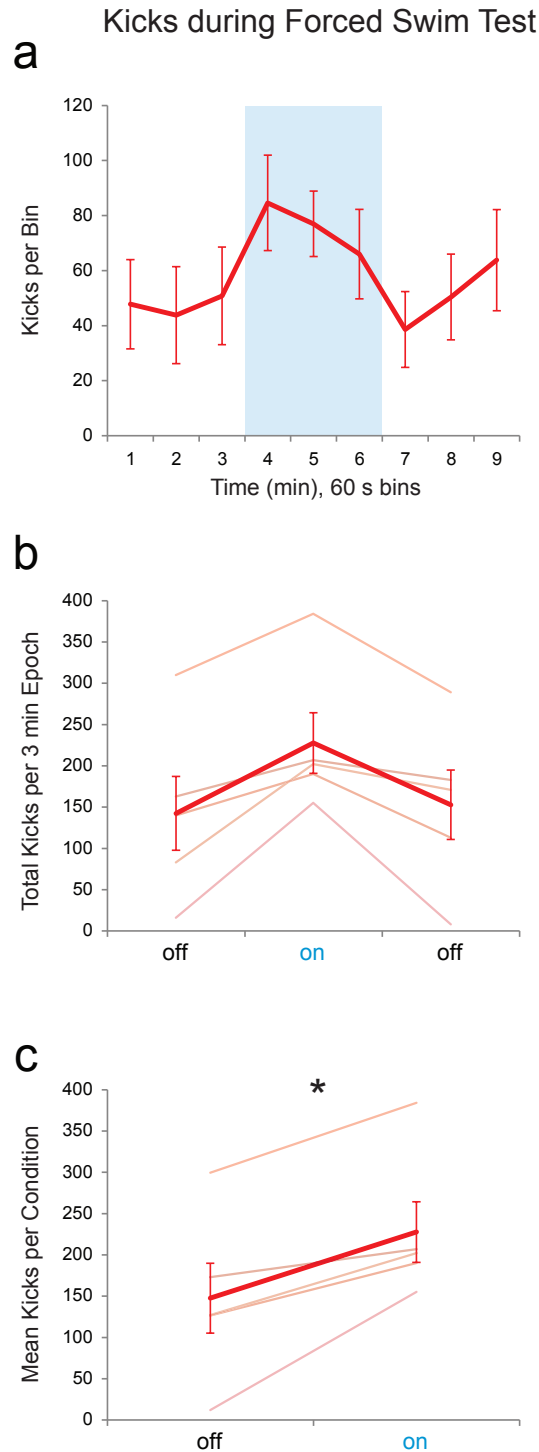 Kicks during Forced Swim Test
a
120
100
80
60
40
20
0
Kicks per Bin
1 2 3 4 5 6 7 8 9
Time (min), 60 s bins
b
400
350
300
250
200
150
100
50
0
Total Kicks per 3 min Epoch
off on off
c
*
400
350
300
250
200
150
100
50
0
Mean Kicks per Condition
off on